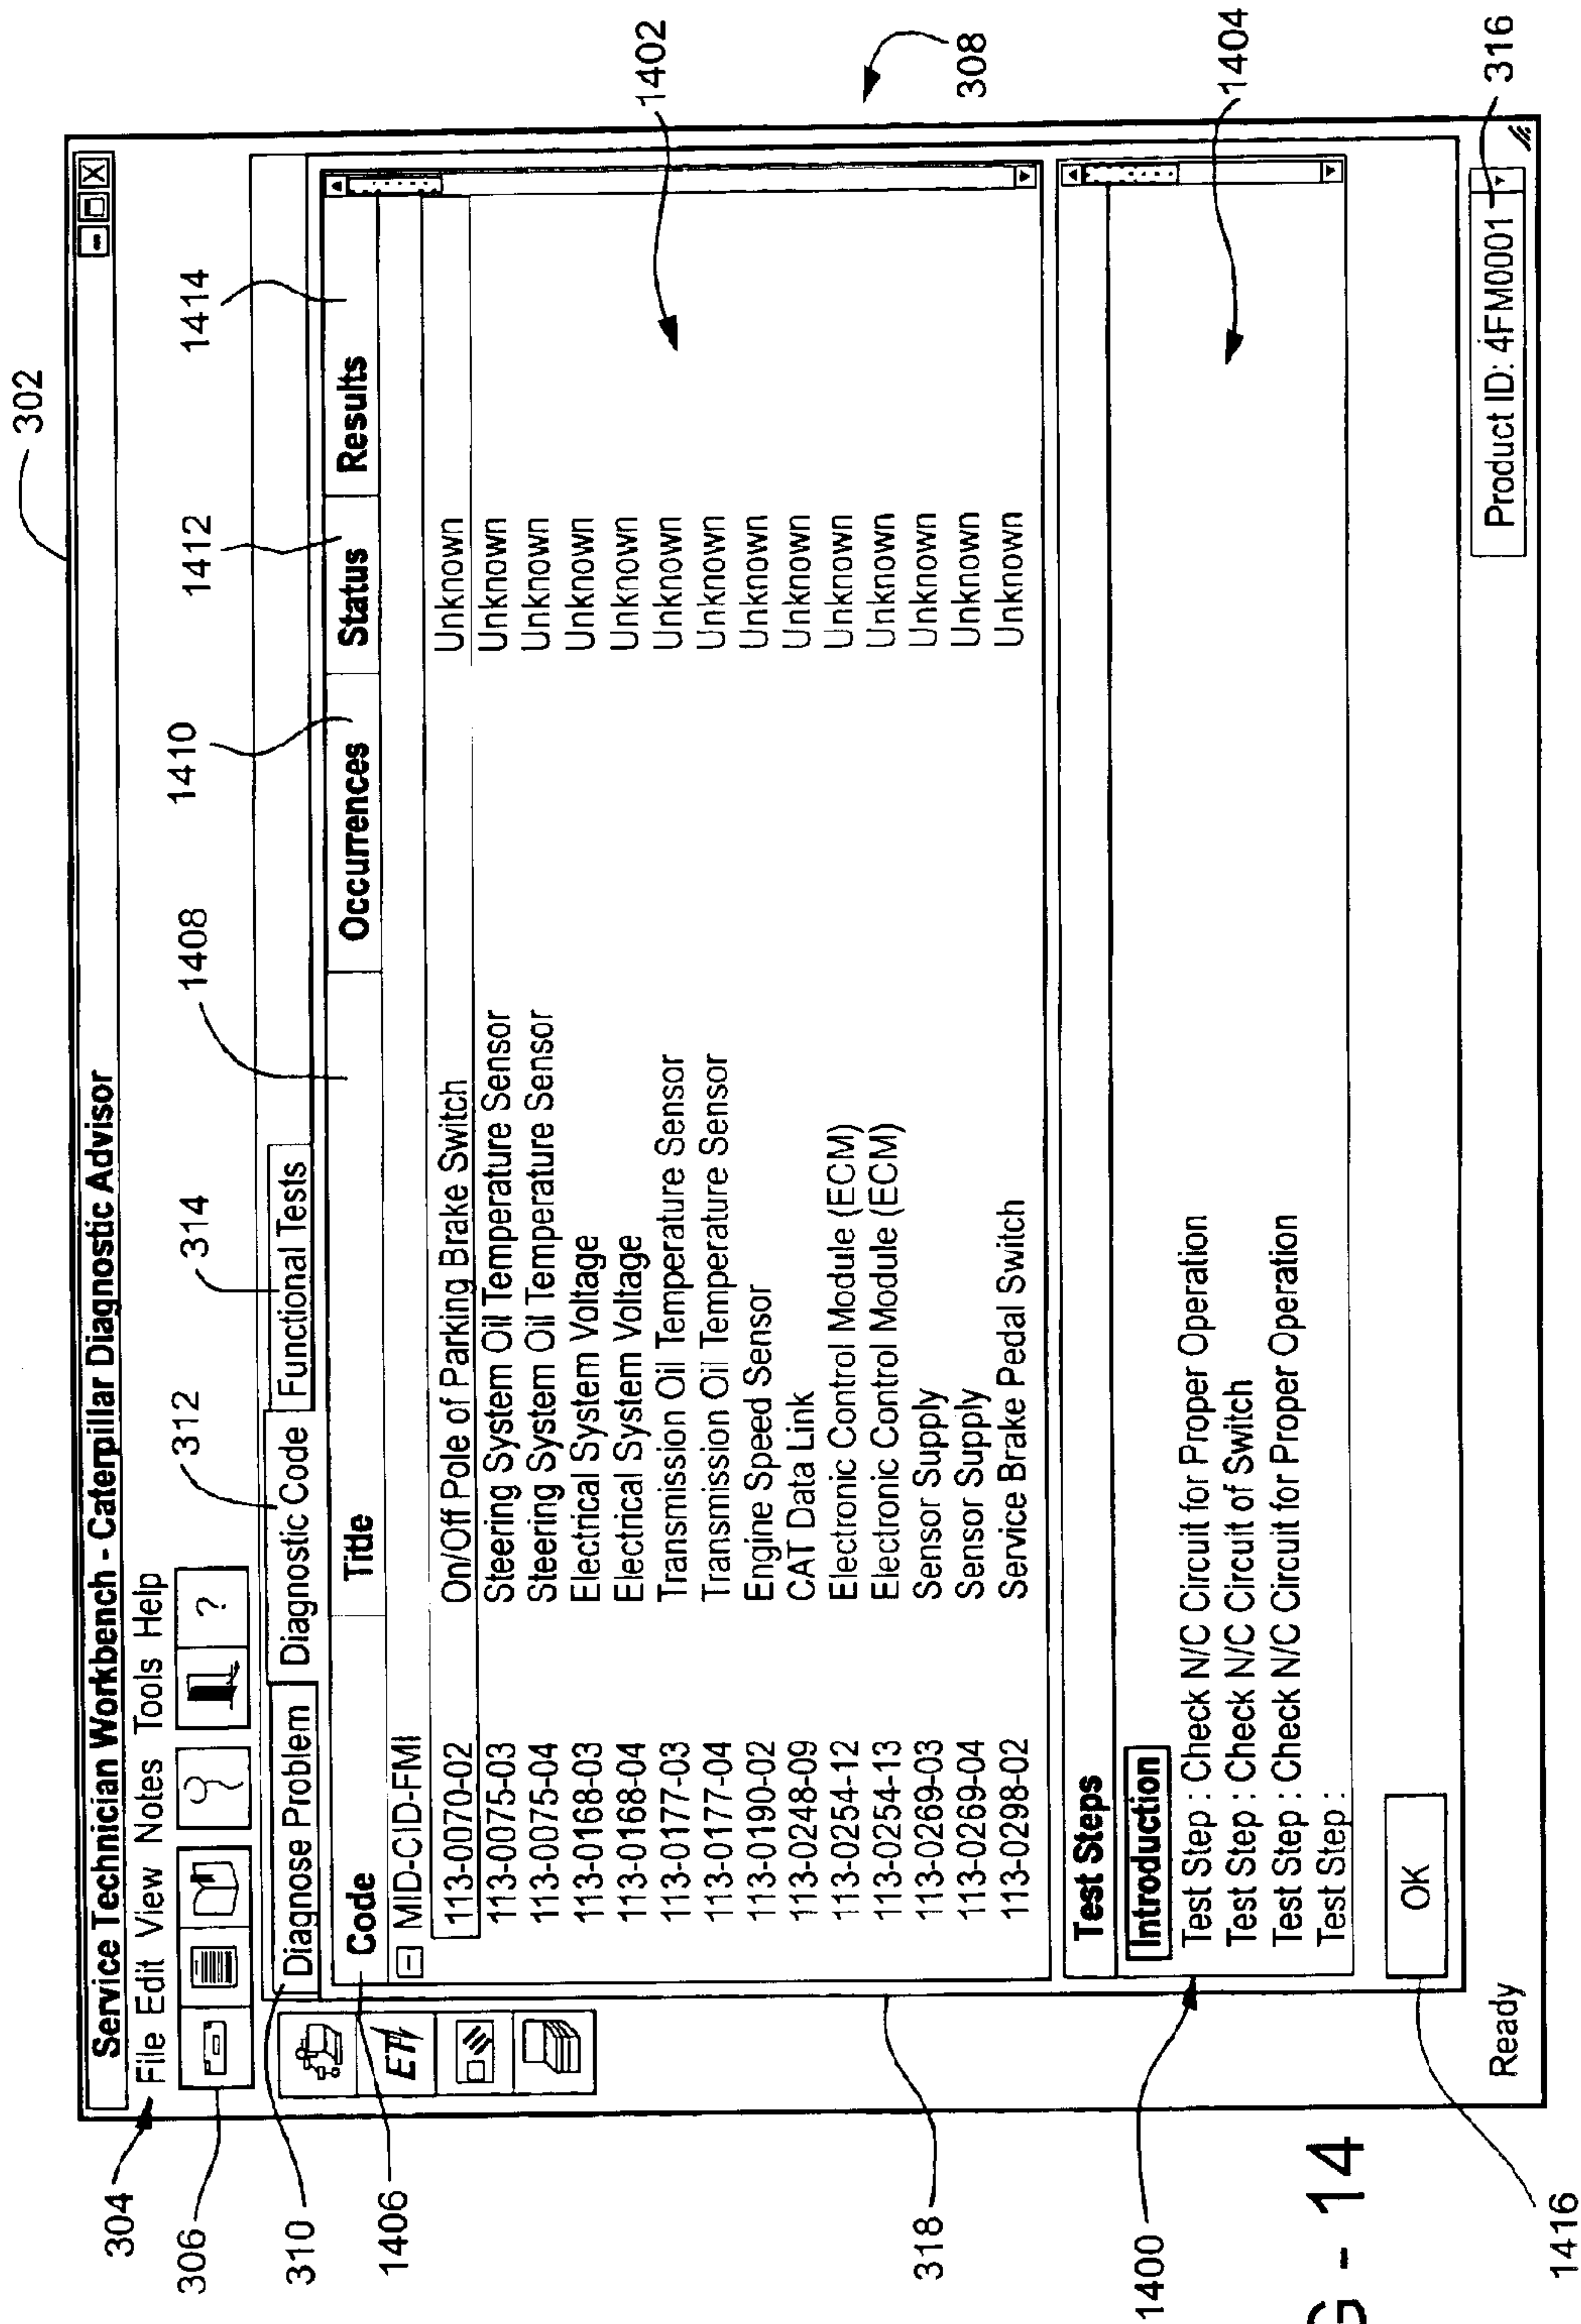 302
Service Technician Workbench - Caterpillar Diagnostic Advisor
304
File Edit View Notes Tools Help
306
?
312
314
1408
1410
1412
1414
310
Diagnose Problem Diagnostic Code Functional Tests
ET
1406
Code Title Occurrences Status Results
MID-CID-FMI
113-0070-02 On/Off Pole of Parking Brake Switch Unknown
113-0075-03 Steering System Oil Temperature Sensor Unknown
113-0075-04 Steering System Oil Temperature Sensor Unknown
113-0168-03 Electrical System Voltage Unknown
113-0168-04 Electrical System Voltage Unknown
113-0177-03 Transmission Oil Temperature Sensor Unknown
113-0177-04 Transmission Oil Temperature Sensor Unknown
113-0190-02 Engine Speed Sensor Unknown
113-0248-09 CAT Data Link Unknown
113-0254-12 Electronic Control Module (ECM) Unknown
113-0254-13 Electronic Control Module (ECM) Unknown
113-0269-03 Sensor Supply Unknown
113-0269-04 Sensor Supply Unknown
113-0298-02 Service Brake Pedal Switch Unknown
1402
308
318
Test Steps
Introduction
Test Step : Check N/C Circuit for Proper Operation
Test Step : Check N/C Circuit of Switch
Test Step : Check N/C Circuit for Proper Operation
Test Step :
1400
1404
OK
1416
Ready
Product ID: 4FM0001
316
G - 14